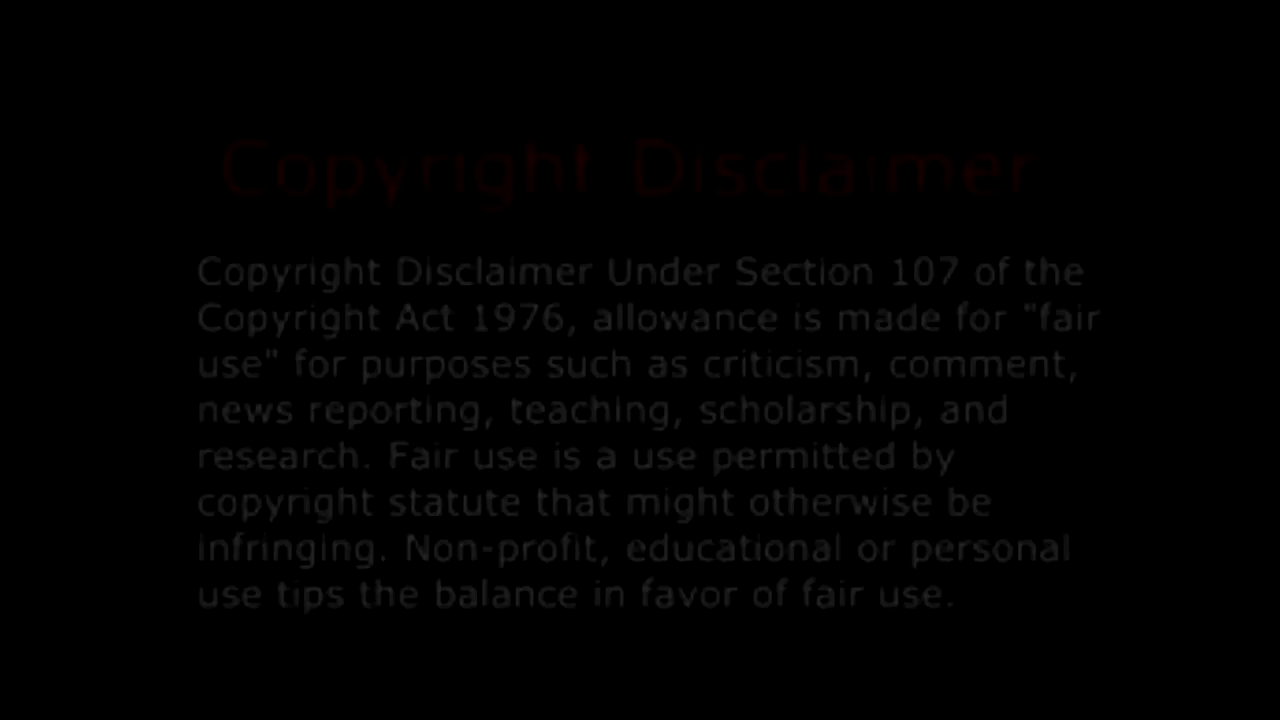 Copyright Disclaimer
Copyright Disclaimer Under Section 107 of the
Copyright Act 1976, allowance is made for "fair
use" for purposes such as criticism, comment,
news reporting, teaching, scholarship, and
research. Fair use is a use permitted by
copyright statute that might otherwise be
infringing. Non-profit, educational or personal
use tips the balance in favor of fair use.